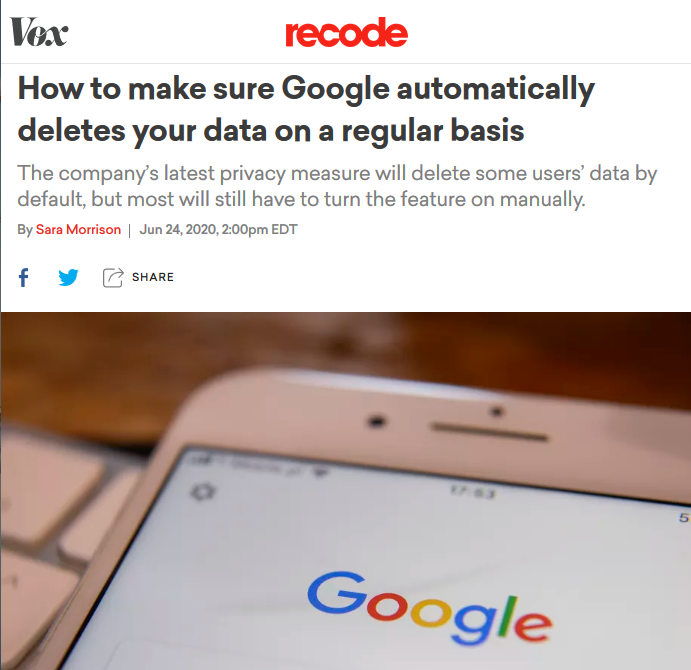 Vox
recode
How to make sure Google automatically
deletes your data on a regular basis
The company's latest privacy measure will delete some users' data by
default, but most will still have to turn the feature on manually.
By Sara Morrison | Jun 24, 2020, 2:00pm EDT
SHARE
17:53
5
Google